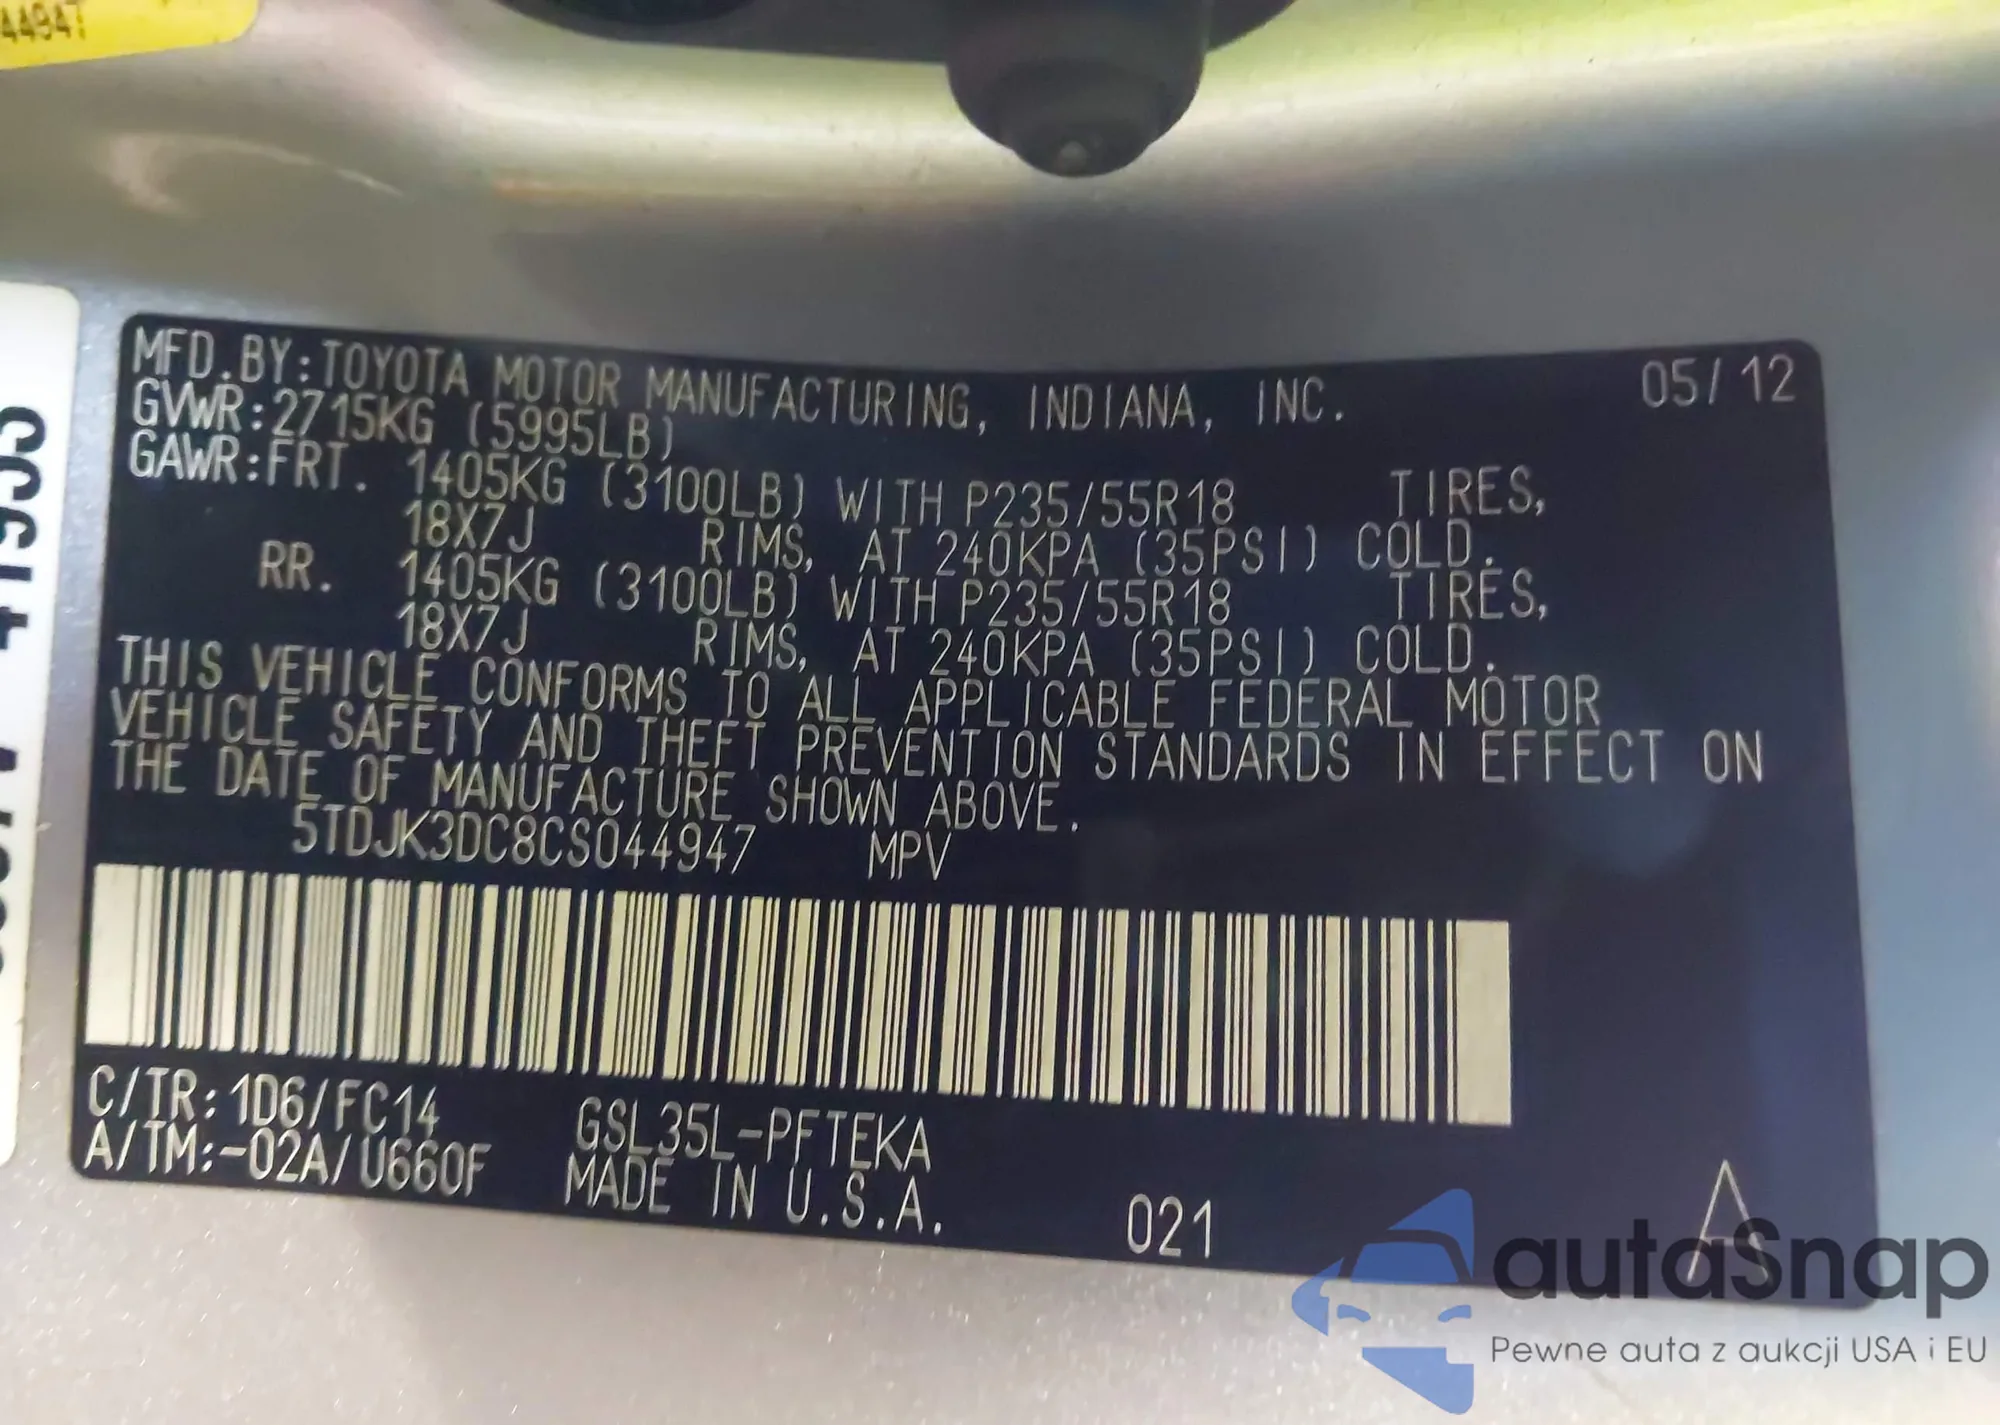 44947
MFD.BY:TOYOTA MOTOR MANUFACTURING, INDIANA, INC. 05/12
GVWR:2715KG (5995LB)
GAWR:FRT. 1405KG (3100LB) WITH P235/55R18 TIRES,
18X7J RIMS, AT 240KPA (35PSI) COLD.
RR. 1405KG (3100LB) WITH P235/55R18 TIRES,
18X7J RIMS, AT 240KPA (35PSI) COLD.
THIS VEHICLE CONFORMS TO ALL APPLICABLE FEDERAL MOTOR
VEHICLE SAFETY AND THEFT PREVENTION STANDARDS IN EFFECT ON
THE DATE OF MANUFACTURE SHOWN ABOVE.
5TDJK3DC8CS044947 MPV
C/TR:1D6/FC14 GSL35L-PFTEKA
A/TM:-02A/U660F MADE IN U.S.A. 021 A
autaSnap
Pewne auta z aukcji USA i EU